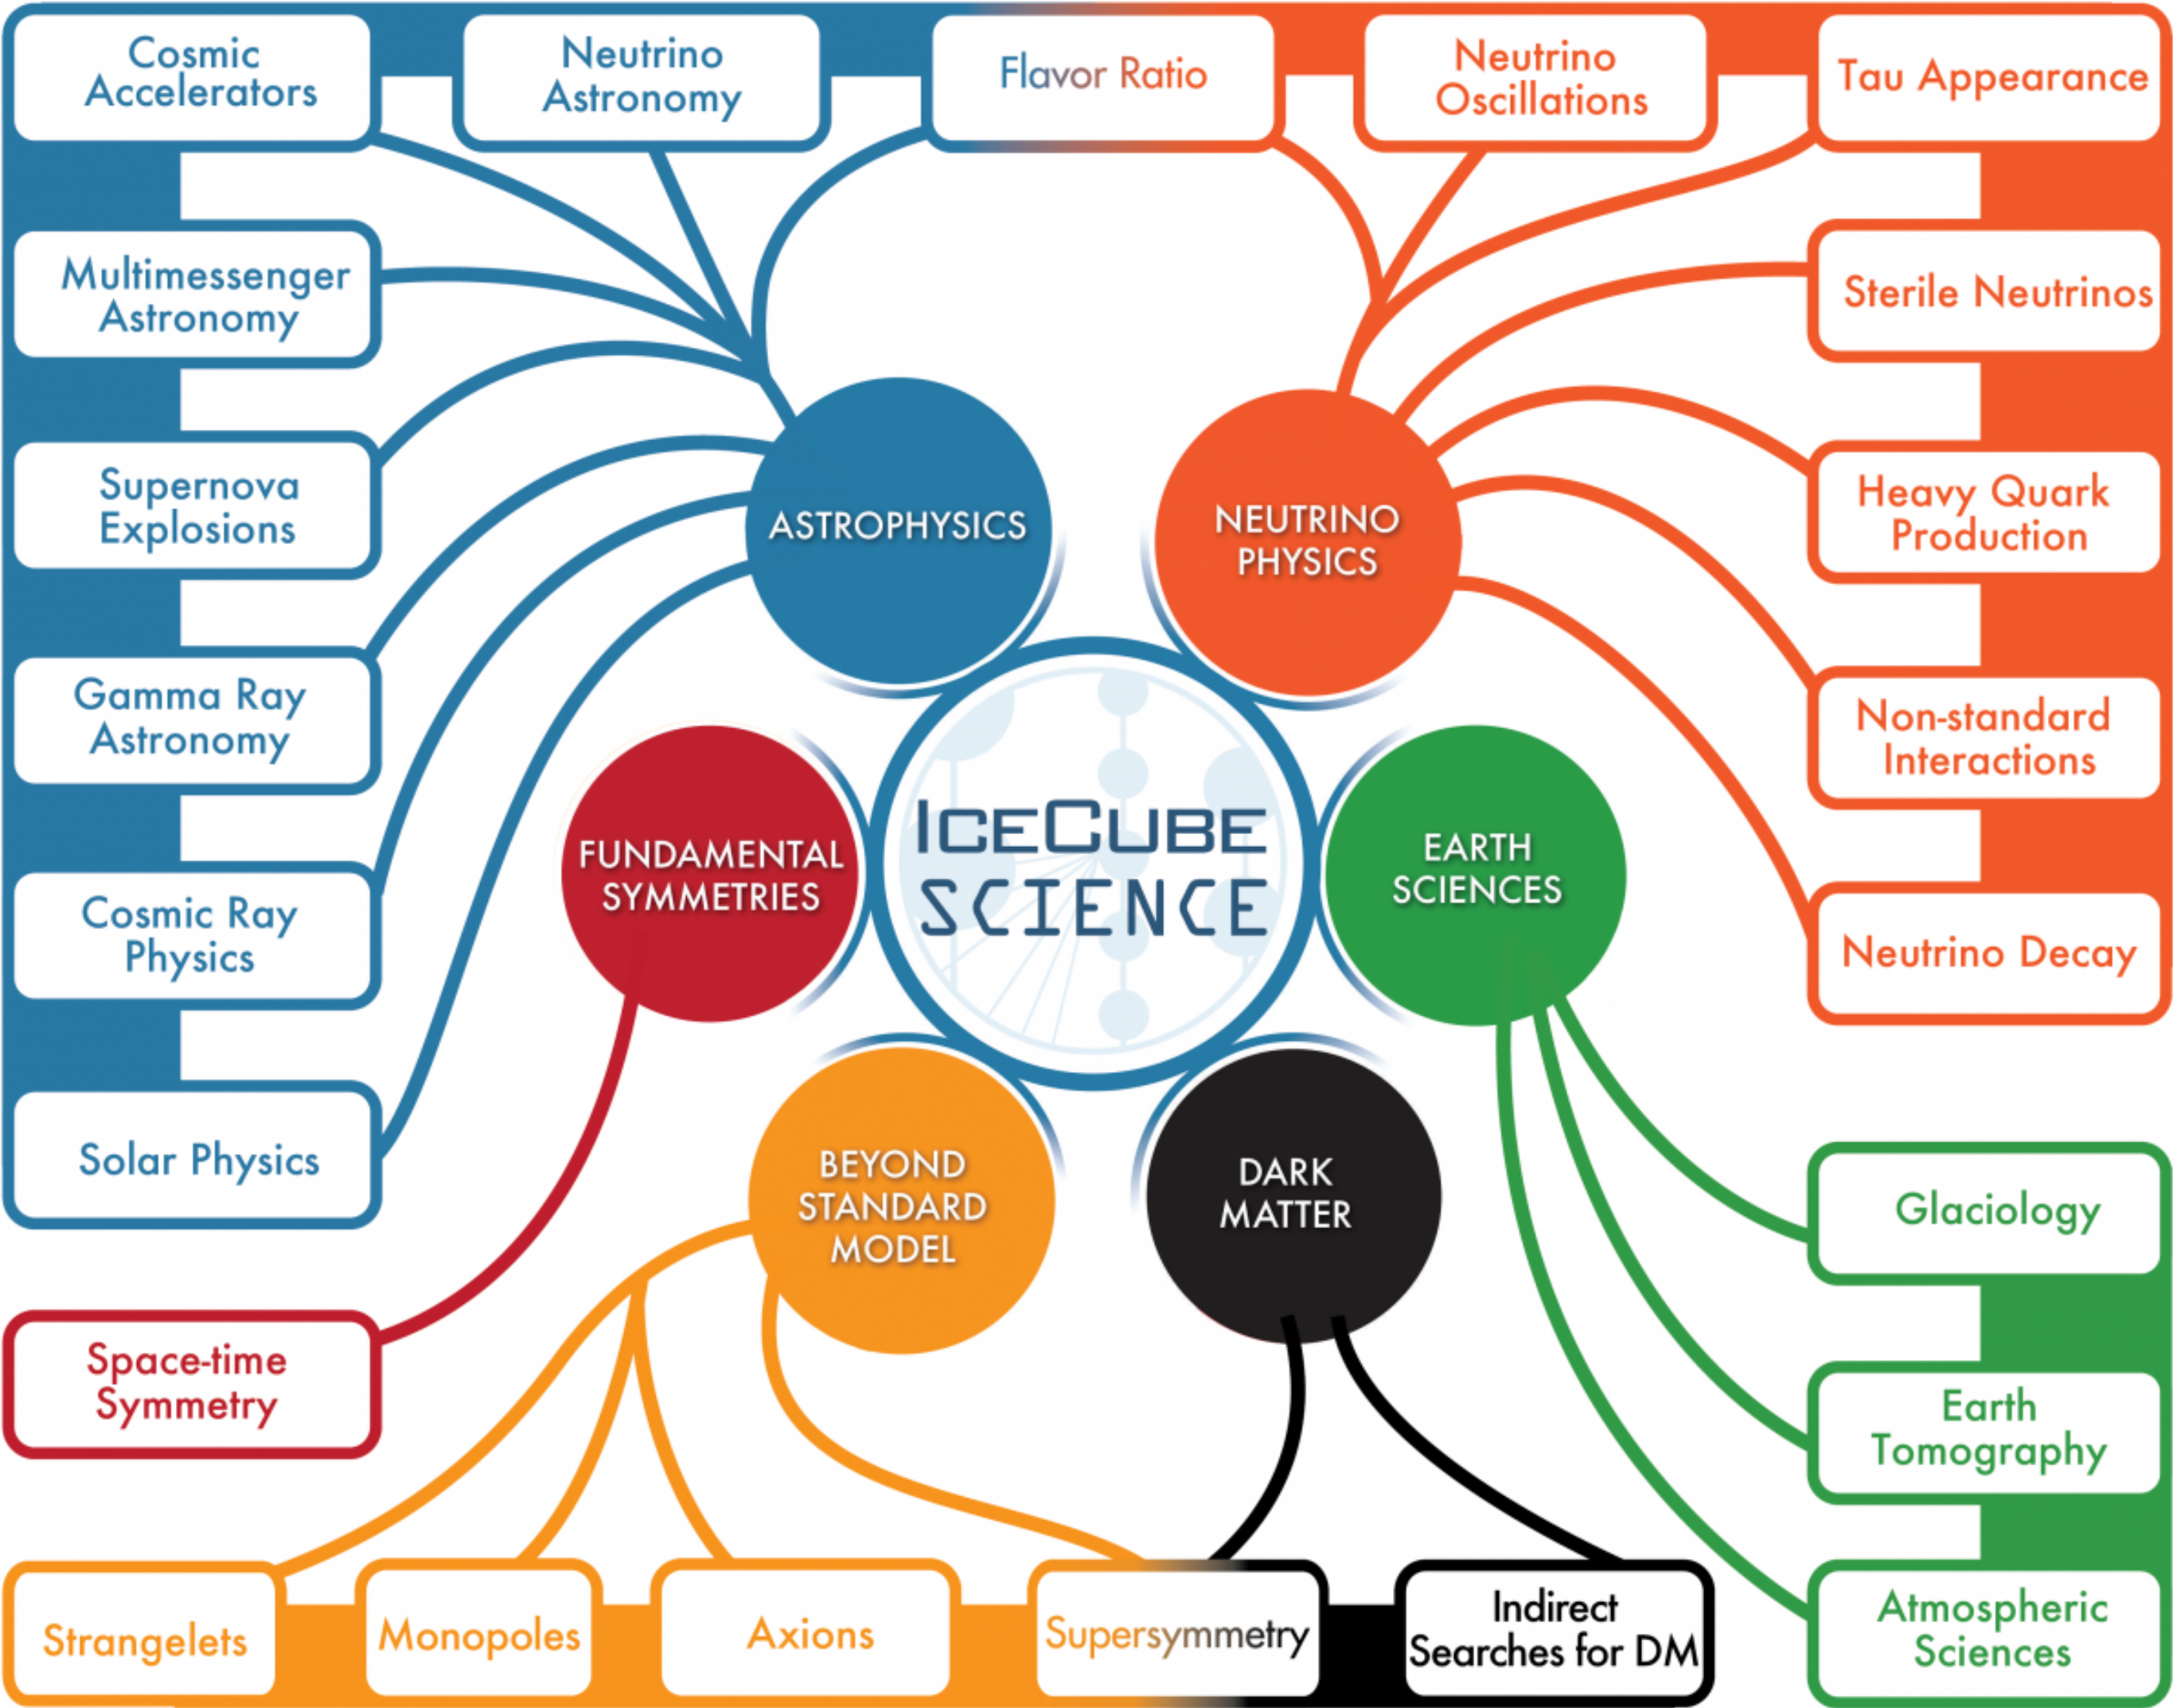 Cosmic
Accelerators
Neutrino
Astronomy
Flavor Ratio
Neutrino
Oscillations
Tau Appearance
Multimessenger
Astronomy
Sterile Neutrinos
Supernova
Explosions
ASTROPHYSICS
NEUTRINO
PHYSICS
Heavy Quark
Production
Gamma Ray
Astronomy
Non-standard
Interactions
FUNDAMENTAL
SYMMETRIES
ICECUBE
SCIENCE
EARTH
SCIENCES
Cosmic Ray
Physics
Neutrino Decay
Solar Physics
BEYOND
STANDARD
MODEL
DARK
MATTER
Glaciology
Space-time
Symmetry
Earth
Tomography
Strangelets
Monopoles
Axions
Supersymmetry
Indirect
Searches for DM
Atmospheric
Sciences